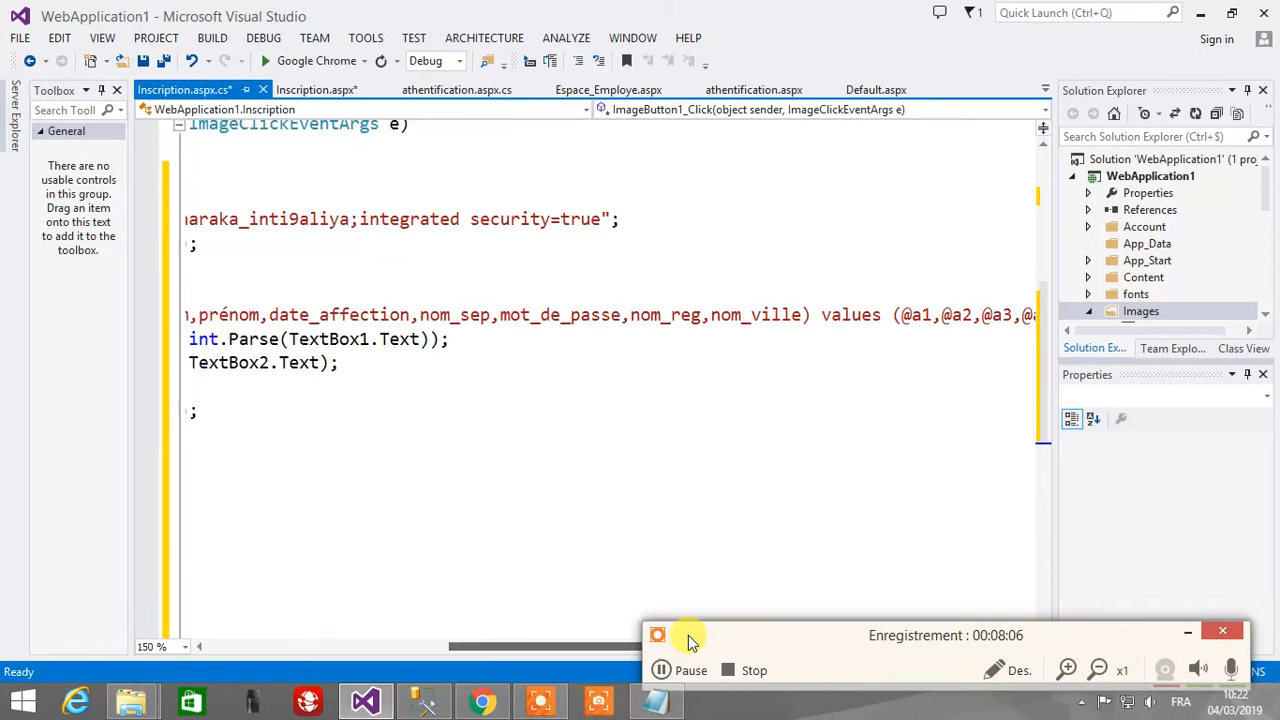 WebApplication1 - Microsoft Visual Studio
1
Quick Launch (Ctrl+Q)
FILE EDIT VIEW PROJECT BUILD DEBUG TEAM TOOLS TEST ARCHITECTURE ANALYZE WINDOW HELP
Sign in
Google Chrome
Debug
Server Explorer
Toolbox
Search Tool
General
There are no
usable controls
in this group.
Drag an item
onto this text
to add it to the
toolbox.
Inscription.aspx.cs*
Inscription.aspx*
athentification.aspx.cs
Espace_Employe.aspx
athentification.aspx
Default.aspx
WebApplication1.Inscription
ImageButton1_Click(object sender, ImageClickEventArgs e)
ImageClickEventArgs e)
araka_inti9aliya;integrated security=true";
);
,prénom,date_affection,nom_sep,mot_de_passe,nom_reg,nom_ville) values (@a1,@a2,@a3,@
int.Parse(TextBox1.Text));
TextBox2.Text);
);
150 %
Solution Explorer
Search Solution Explorer (Ctrl+$)
Solution 'WebApplication1' (1 pro
WebApplication1
Properties
References
Account
App_Data
App_Start
Content
fonts
Images
Solution Ex...
Team Explo...
Class View
Properties
Enregistrement : 00:08:06
Pause
Stop
Des.
x1
Ready
NS
FRA
10:22
04/03/2019